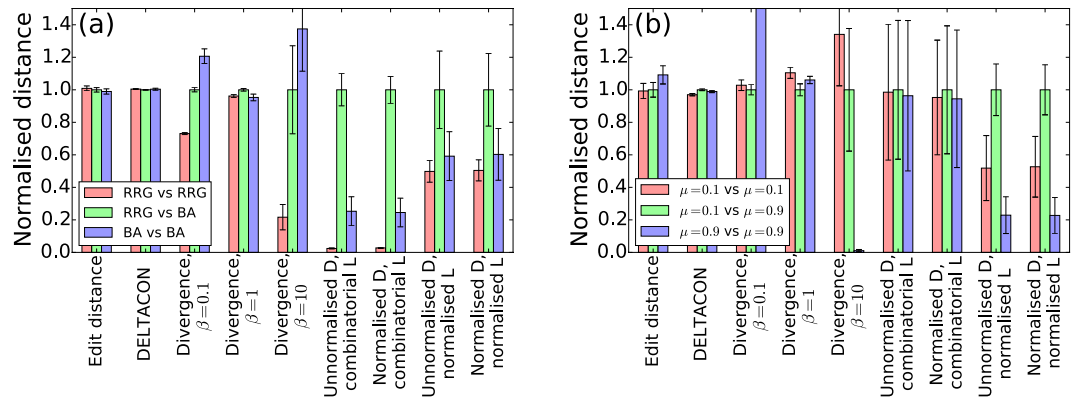 (a)
Normalised distance
1.4
1.2
1.0
0.8
0.6
0.4
0.2
0.0
RRG vs RRG
RRG vs BA
BA vs BA
Edit distance
DELTACON
Divergence,
β=0.1
Divergence,
β=1
Divergence,
β=10
Unnormalised D,
combinatorial L
Normalised D,
combinatorial L
Unnormalised D,
normalised L
Normalised D,
normalised L
(b)
Normalised distance
1.4
1.2
1.0
0.8
0.6
0.4
0.2
0.0
μ=0.1 vs μ=0.1
μ=0.1 vs μ=0.9
μ=0.9 vs μ=0.9
Edit distance
DELTACON
Divergence,
β=0.1
Divergence,
β=1
Divergence,
β=10
Unnormalised D,
combinatorial L
Normalised D,
combinatorial L
Unnormalised D,
normalised L
Normalised D,
normalised L